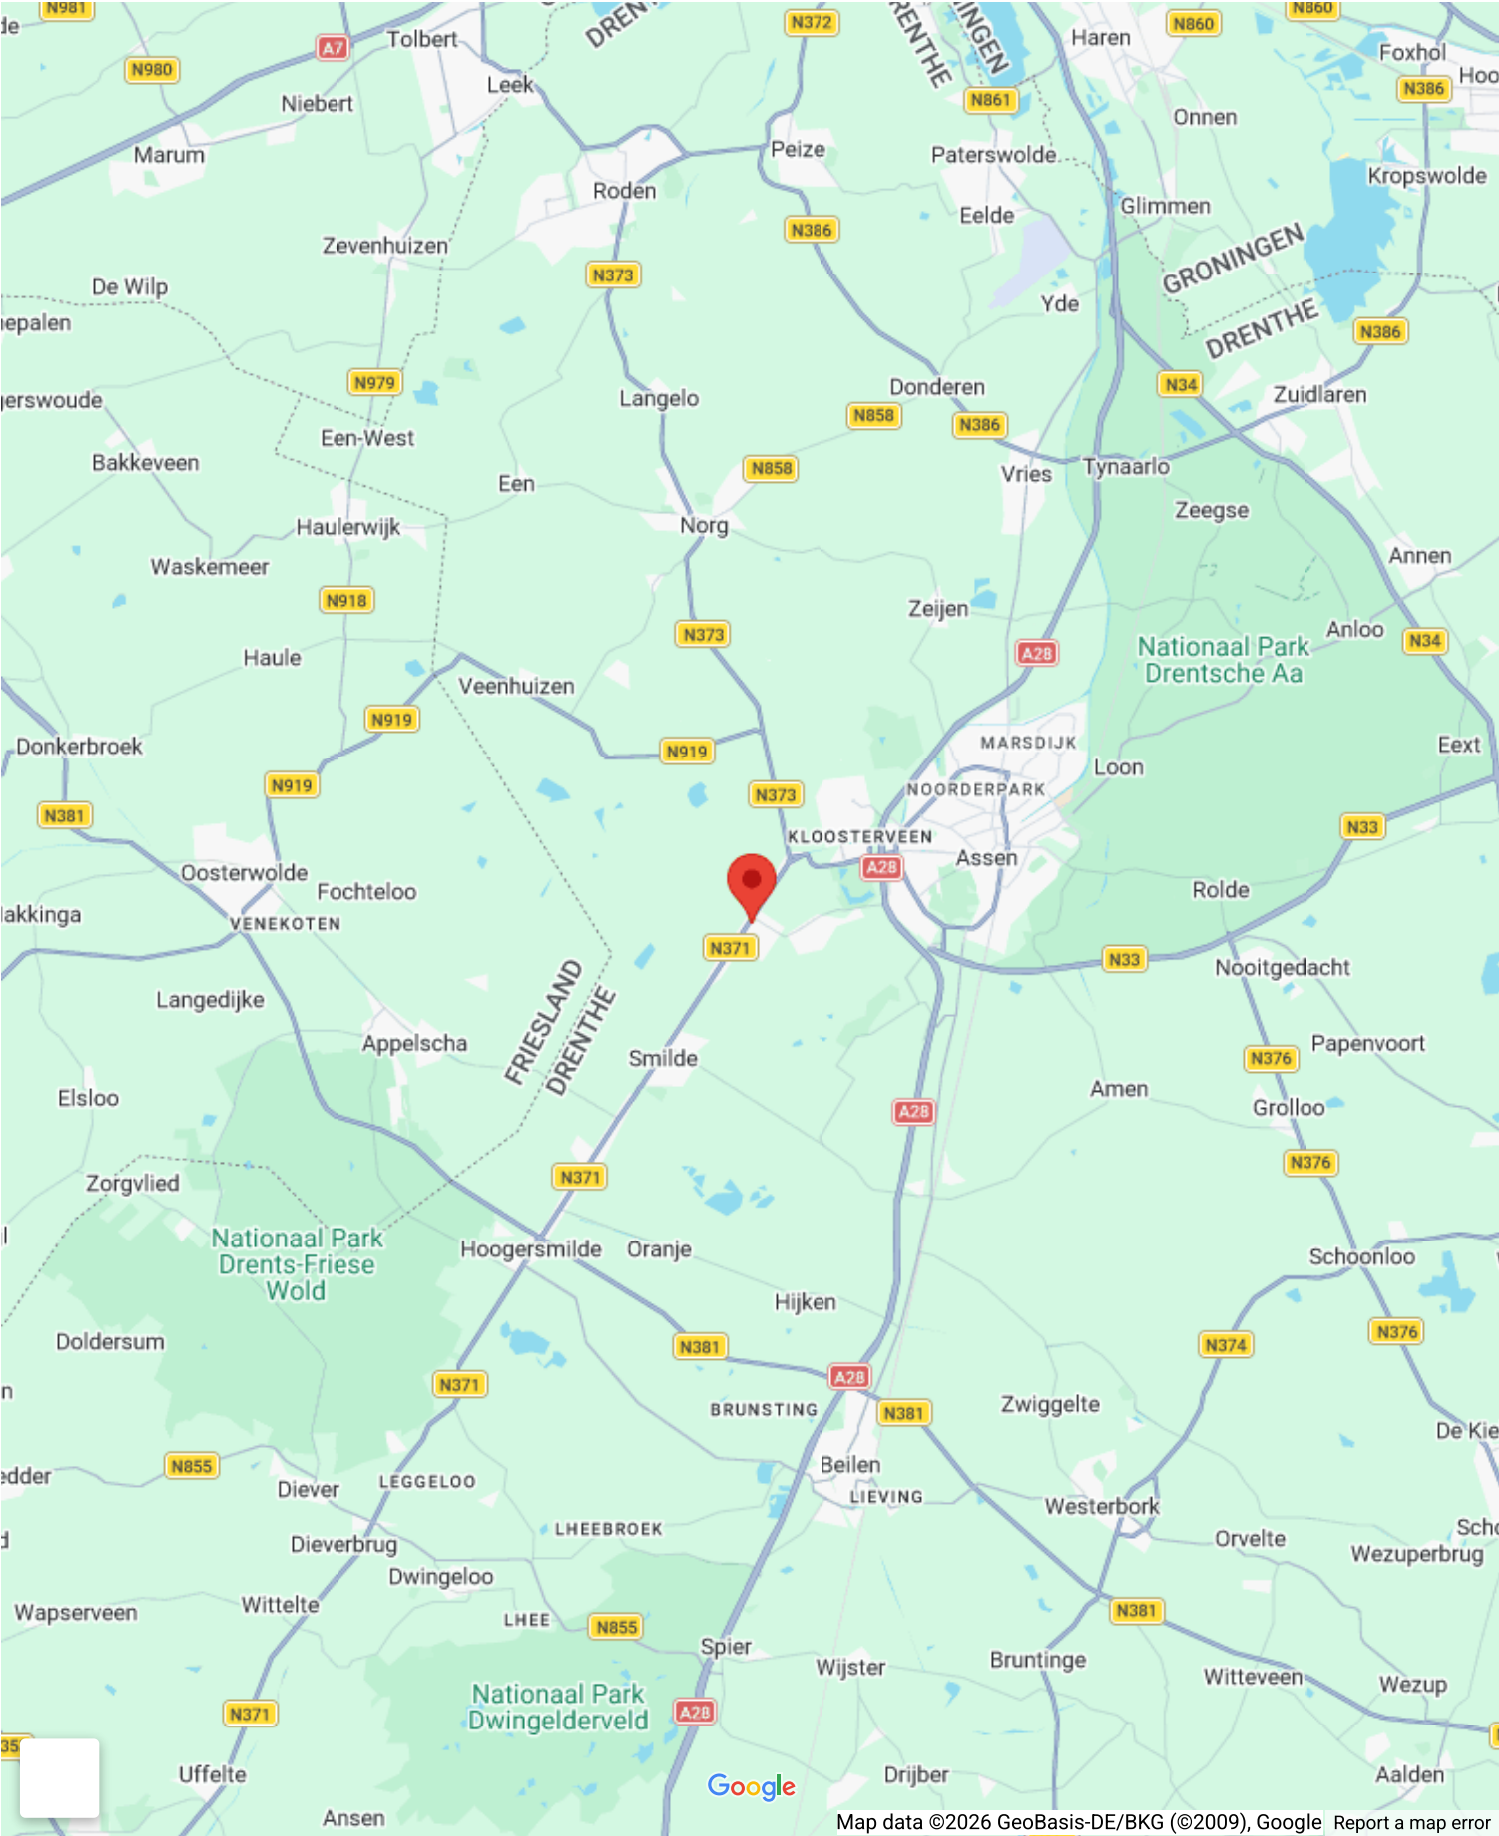 N981
N372
N860
N860
DRENT
DRENTHE
NINGEN
Tolbert
A7
Haren
Foxhol
N980
Leek
Hoo
N386
Niebert
N861
Onnen
Marum
Peize
Paterswolde
Kropswolde
Roden
Eelde
Glimmen
N386
Zevenhuizen
GRONINGEN
N373
De Wilp
Yde
DRENTHE
N386
N979
Donderen
N34
Zuidlaren
Langelo
N858
N386
Een-West
Bakkeveen
N858
Vries
Tynaarlo
Een
Zeegse
Haulerwijk
Norg
Annen
Waskemeer
N918
Zeijen
N373
Anloo
N34
Haule
A28
Nationaal Park
Drentsche Aa
Veenhuizen
N919
Donkerbroek
N919
MARSDIJK
Eext
Loon
N919
N373
NOORDERPARK
N381
KLOOSTERVEEN
N33
Oosterwolde
A28
Assen
Fochteloo
Rolde
VENEKOTEN
N371
N33
Nooitgedacht
Langedijke
FRIESLAND
DRENTHE
Appelscha
Smilde
Papenvoort
N376
Elsloo
A28
Amen
Grolloo
Zorgvlied
N371
N376
Nationaal Park
Drents-Friese
Wold
Hoogersmilde
Oranje
Schoonloo
Hijken
Doldersum
N381
N374
N376
N371
A28
BRUNSTING
N381
Zwiggelte
De Kie
N855
Beilen
Diever
LEGGELOO
LIEVING
Westerbork
LHEEBROEK
Scho
Dieverbrug
Orvelte
Wezuperbrug
Dwingeloo
Wapserveen
Wittelte
LHEE
N855
N381
Spier
Wijster
Bruntinge
Witteveen
Wezup
Nationaal Park
Dwingelderveld
N371
A28
Uffelte
Google
Drijber
Aalden
Ansen
Map data ©2026 GeoBasis-DE/BKG (©2009), Google
Report a map error